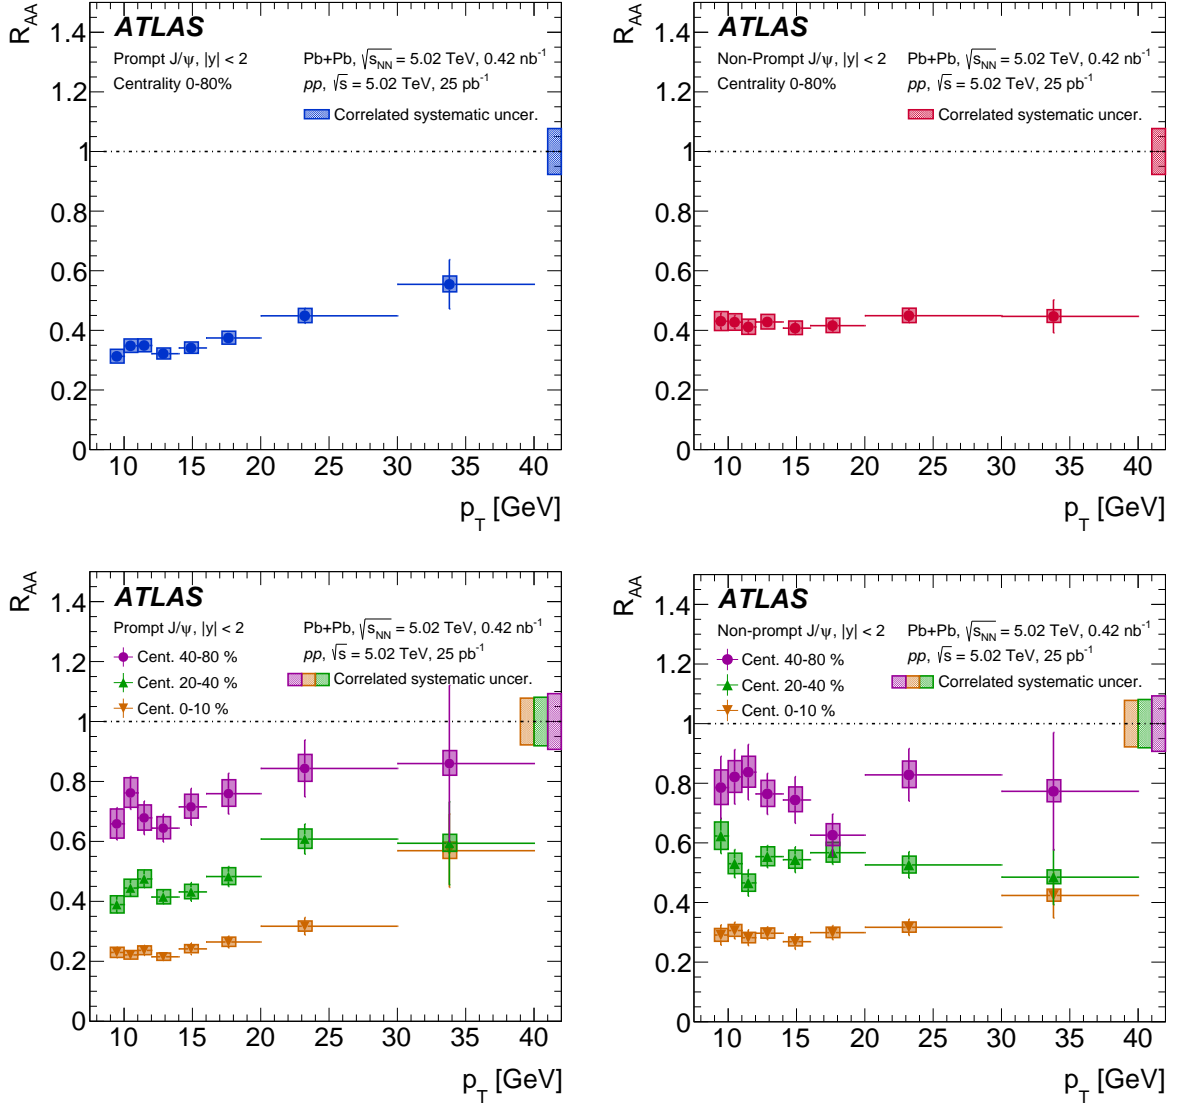 R_AA
ATLAS
Prompt J/ψ, |y| < 2
Centrality 0-80%
Pb+Pb, √s_NN = 5.02 TeV, 0.42 nb⁻¹
pp, √s = 5.02 TeV, 25 pb⁻¹
Correlated systematic uncer.
1.4
1.2
1
0.8
0.6
0.4
0.2
0
10 15 20 25 30 35 40
p_T [GeV]
R_AA
ATLAS
Non-Prompt J/ψ, |y| < 2
Centrality 0-80%
Pb+Pb, √s_NN = 5.02 TeV, 0.42 nb⁻¹
pp, √s = 5.02 TeV, 25 pb⁻¹
Correlated systematic uncer.
1.4
1.2
1
0.8
0.6
0.4
0.2
0
10 15 20 25 30 35 40
p_T [GeV]
R_AA
ATLAS
Prompt J/ψ, |y| < 2
Cent. 40-80 %
Cent. 20-40 %
Cent. 0-10 %
Pb+Pb, √s_NN = 5.02 TeV, 0.42 nb⁻¹
pp, √s = 5.02 TeV, 25 pb⁻¹
Correlated systematic uncer.
1.4
1.2
1
0.8
0.6
0.4
0.2
0
10 15 20 25 30 35 40
p_T [GeV]
R_AA
ATLAS
Non-prompt J/ψ, |y| < 2
Cent. 40-80 %
Cent. 20-40 %
Cent. 0-10 %
Pb+Pb, √s_NN = 5.02 TeV, 0.42 nb⁻¹
pp, √s = 5.02 TeV, 25 pb⁻¹
Correlated systematic uncer.
1.4
1.2
1
0.8
0.6
0.4
0.2
0
10 15 20 25 30 35 40
p_T [GeV]